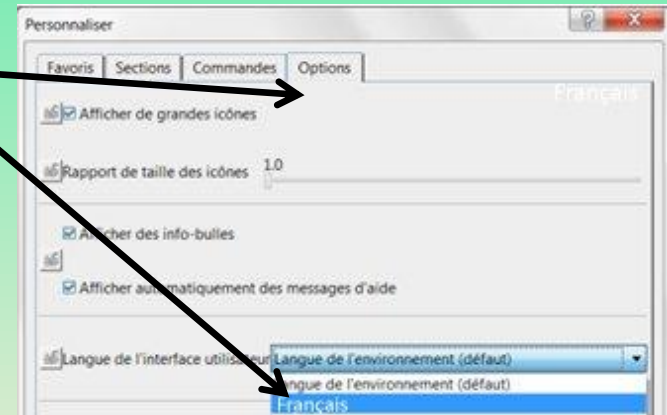 Personnaliser
Favoris Sections Commandes Options
Français
Afficher de grandes icônes
Rapport de taille des icônes 1.0
Afficher des info-bulles
Afficher automatiquement des messages d'aide
Langue de l'interface utilisateur Langue de l'environnement (défaut)
Langue de l'environnement (défaut)
Français